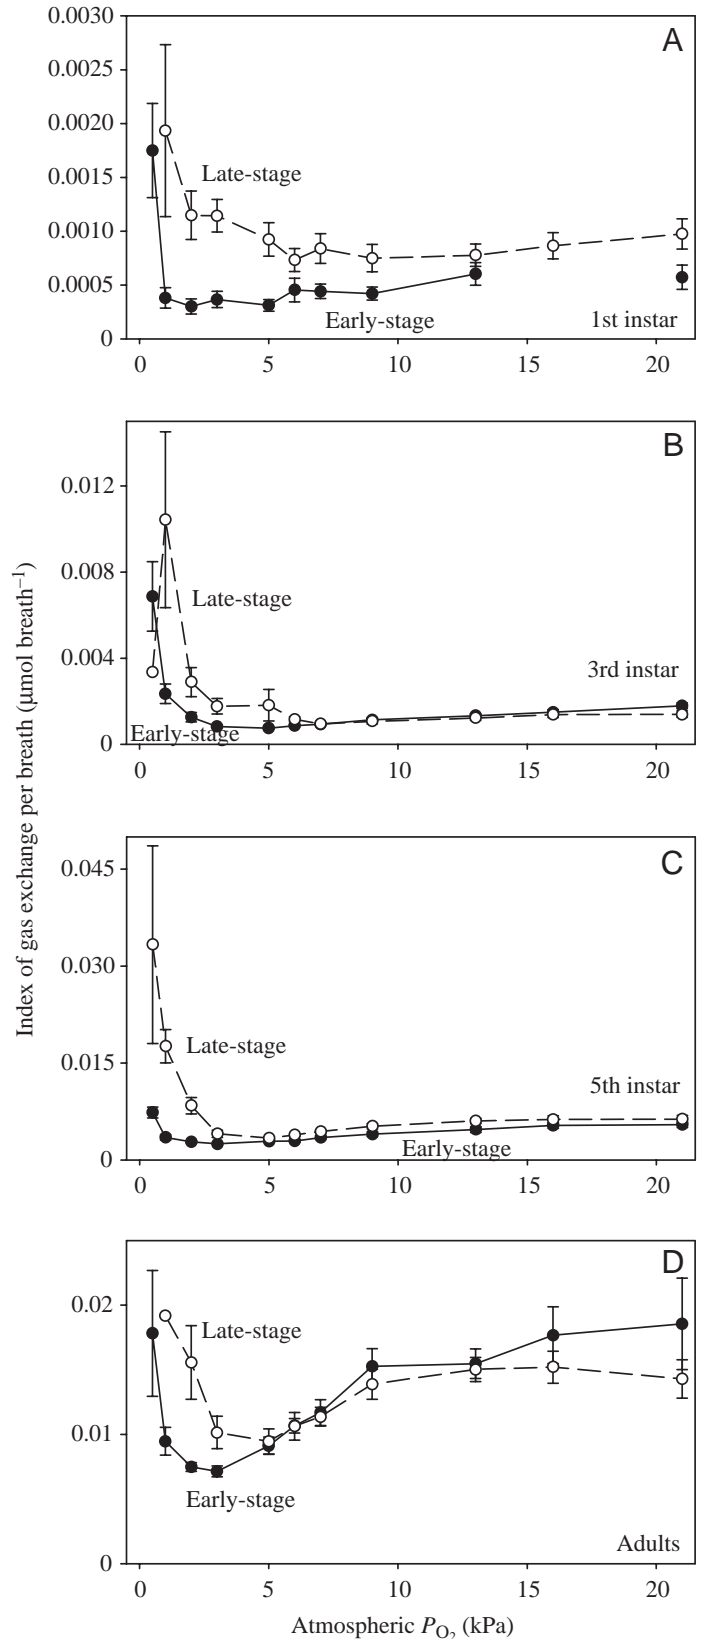 Index of gas exchange per breath (μmol breath⁻¹)
A
0.0030
0.0025
0.0020
0.0015
0.0010
0.0005
0
Late-stage
Early-stage
1st instar
0 5 10 15 20
B
0.012
0.008
0.004
0
Late-stage
3rd instar
Early-stage
0 5 10 15 20
C
0.045
0.030
0.015
0
Late-stage
5th instar
Early-stage
0 5 10 15 20
D
0.02
0.01
0
Late-stage
Early-stage
Adults
0 5 10 15 20
Atmospheric P_O₂ (kPa)